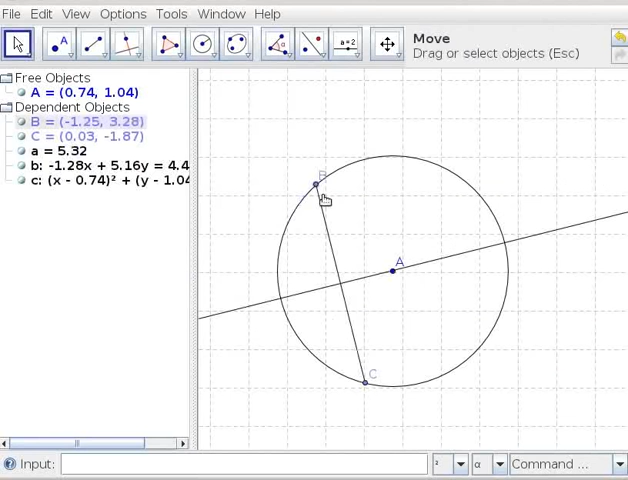 File Edit View Options Tools Window Help
A
a=2
Move
Drag or select objects (Esc)
Free Objects
A = (0.74, 1.04)
Dependent Objects
B = (-1.25, 3.28)
C = (0.03, -1.87)
a = 5.32
b: -1.28x + 5.16y = 4.4
c: (x - 0.74)² + (y - 1.04
B
A
C
Input:
²
α
Command ...